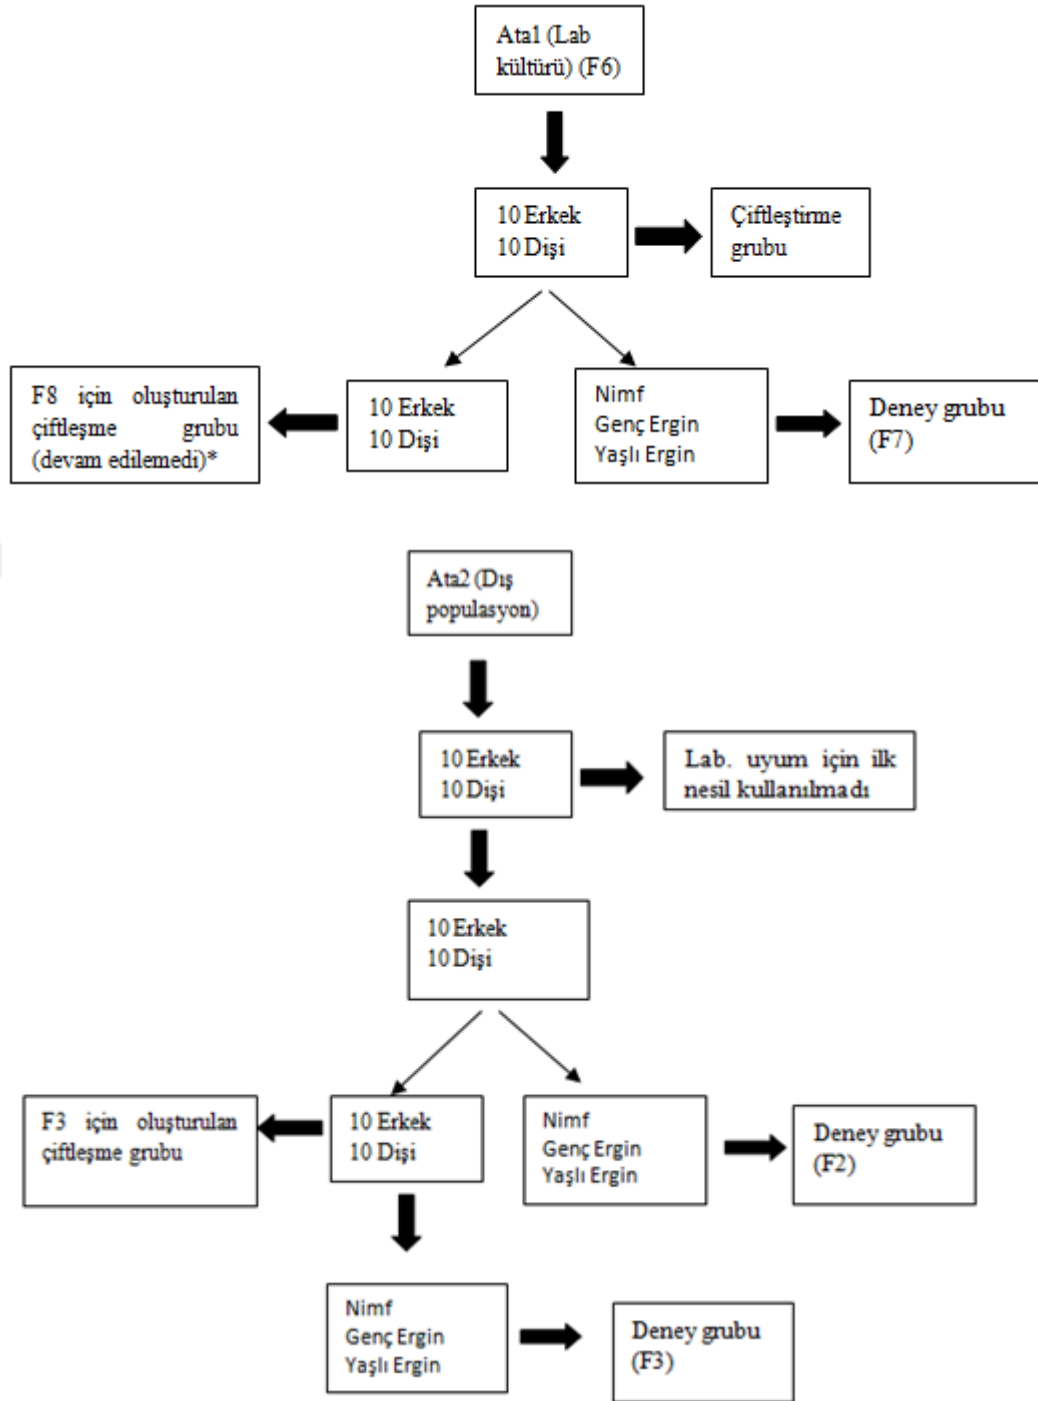 Ata1 (Lab
kültürü) (F6)
10 Erkek
10 Dişi
Çiftleştirme
grubu
F8 için oluşturulan
çiftleşme grubu
(devam edilemedi)*
10 Erkek
10 Dişi
Nimf
Genç Ergin
Yaşlı Ergin
Deney grubu
(F7)
Ata2 (Dış
populasyon)
10 Erkek
10 Dişi
Lab. uyum için ilk
nesil kullanılmadı
10 Erkek
10 Dişi
F3 için oluşturulan
çiftleşme grubu
10 Erkek
10 Dişi
Nimf
Genç Ergin
Yaşlı Ergin
Deney grubu
(F2)
Nimf
Genç Ergin
Yaşlı Ergin
Deney grubu
(F3)